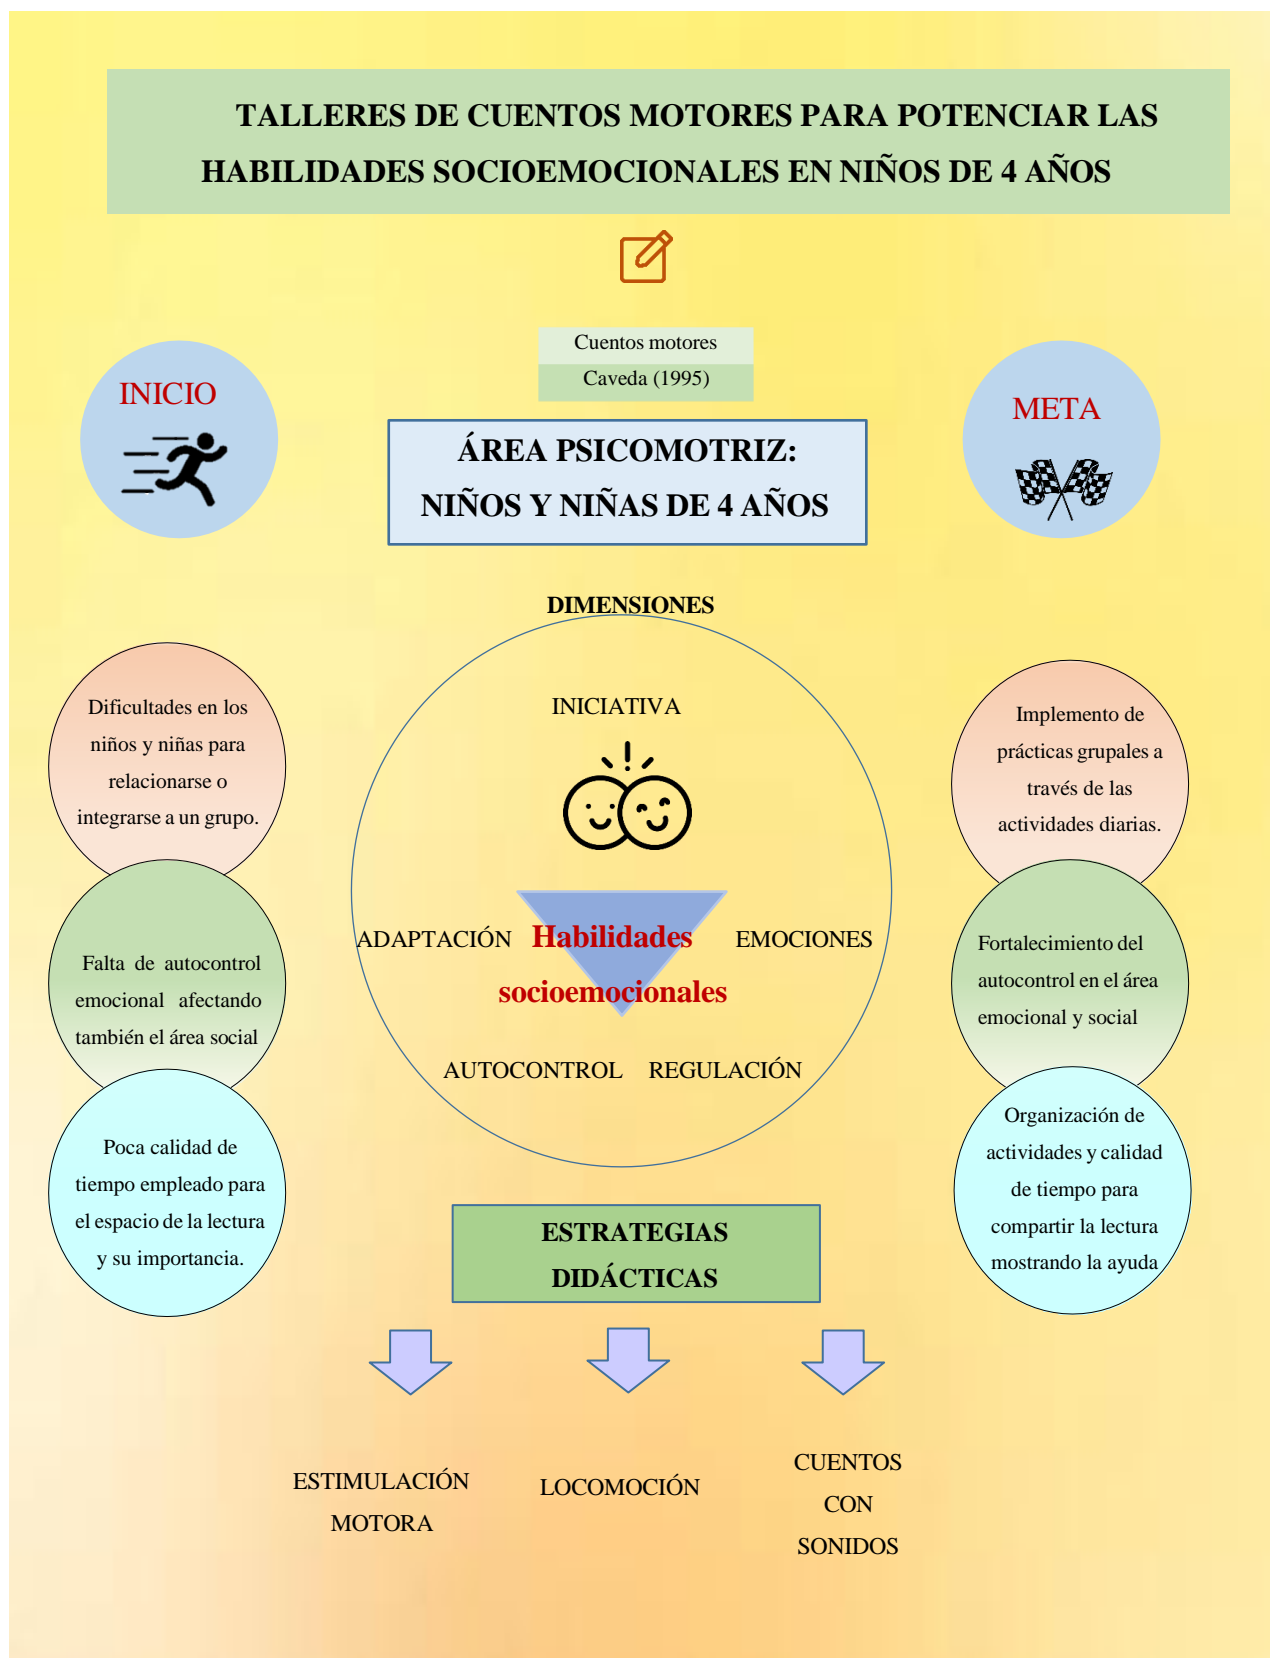 TALLERES DE CUENTOS MOTORES PARA POTENCIAR LAS
HABILIDADES SOCIOEMOCIONALES EN NIÑOS DE 4 AÑOS
Cuentos motores
Caveda (1995)
INICIO
META
ÁREA PSICOMOTRIZ:
NIÑOS Y NIÑAS DE 4 AÑOS
DIMENSIONES
Dificultades en los
niños y niñas para
relacionarse o
integrarse a un grupo.
Falta de autocontrol
emocional afectando
también el área social
Poca calidad de
tiempo empleado para
el espacio de la lectura
y su importancia.
INICIATIVA
ADAPTACIÓN
Habilidades
socioemocionales
EMOCIONES
AUTOCONTROL
REGULACIÓN
Implemento de
prácticas grupales a
través de las
actividades diarias.
Fortalecimiento del
autocontrol en el área
emocional y social
Organización de
actividades y calidad
de tiempo para
compartir la lectura
mostrando la ayuda
ESTRATEGIAS
DIDÁCTICAS
ESTIMULACIÓN
MOTORA
LOCOMOCIÓN
CUENTOS
CON
SONIDOS